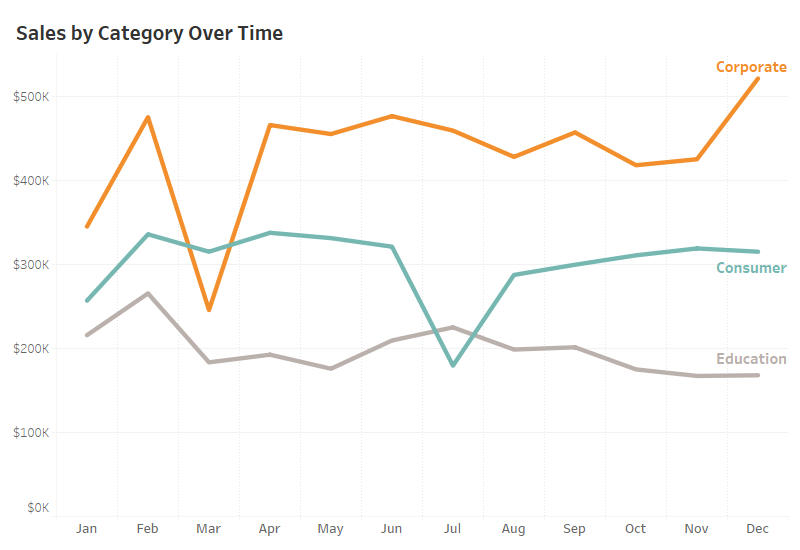 Sales by Category Over Time
Corporate
$500K
$400K
$300K
Consumer
$200K
Education
$100K
$0K
Jan Feb Mar Apr May Jun Jul Aug Sep Oct Nov Dec